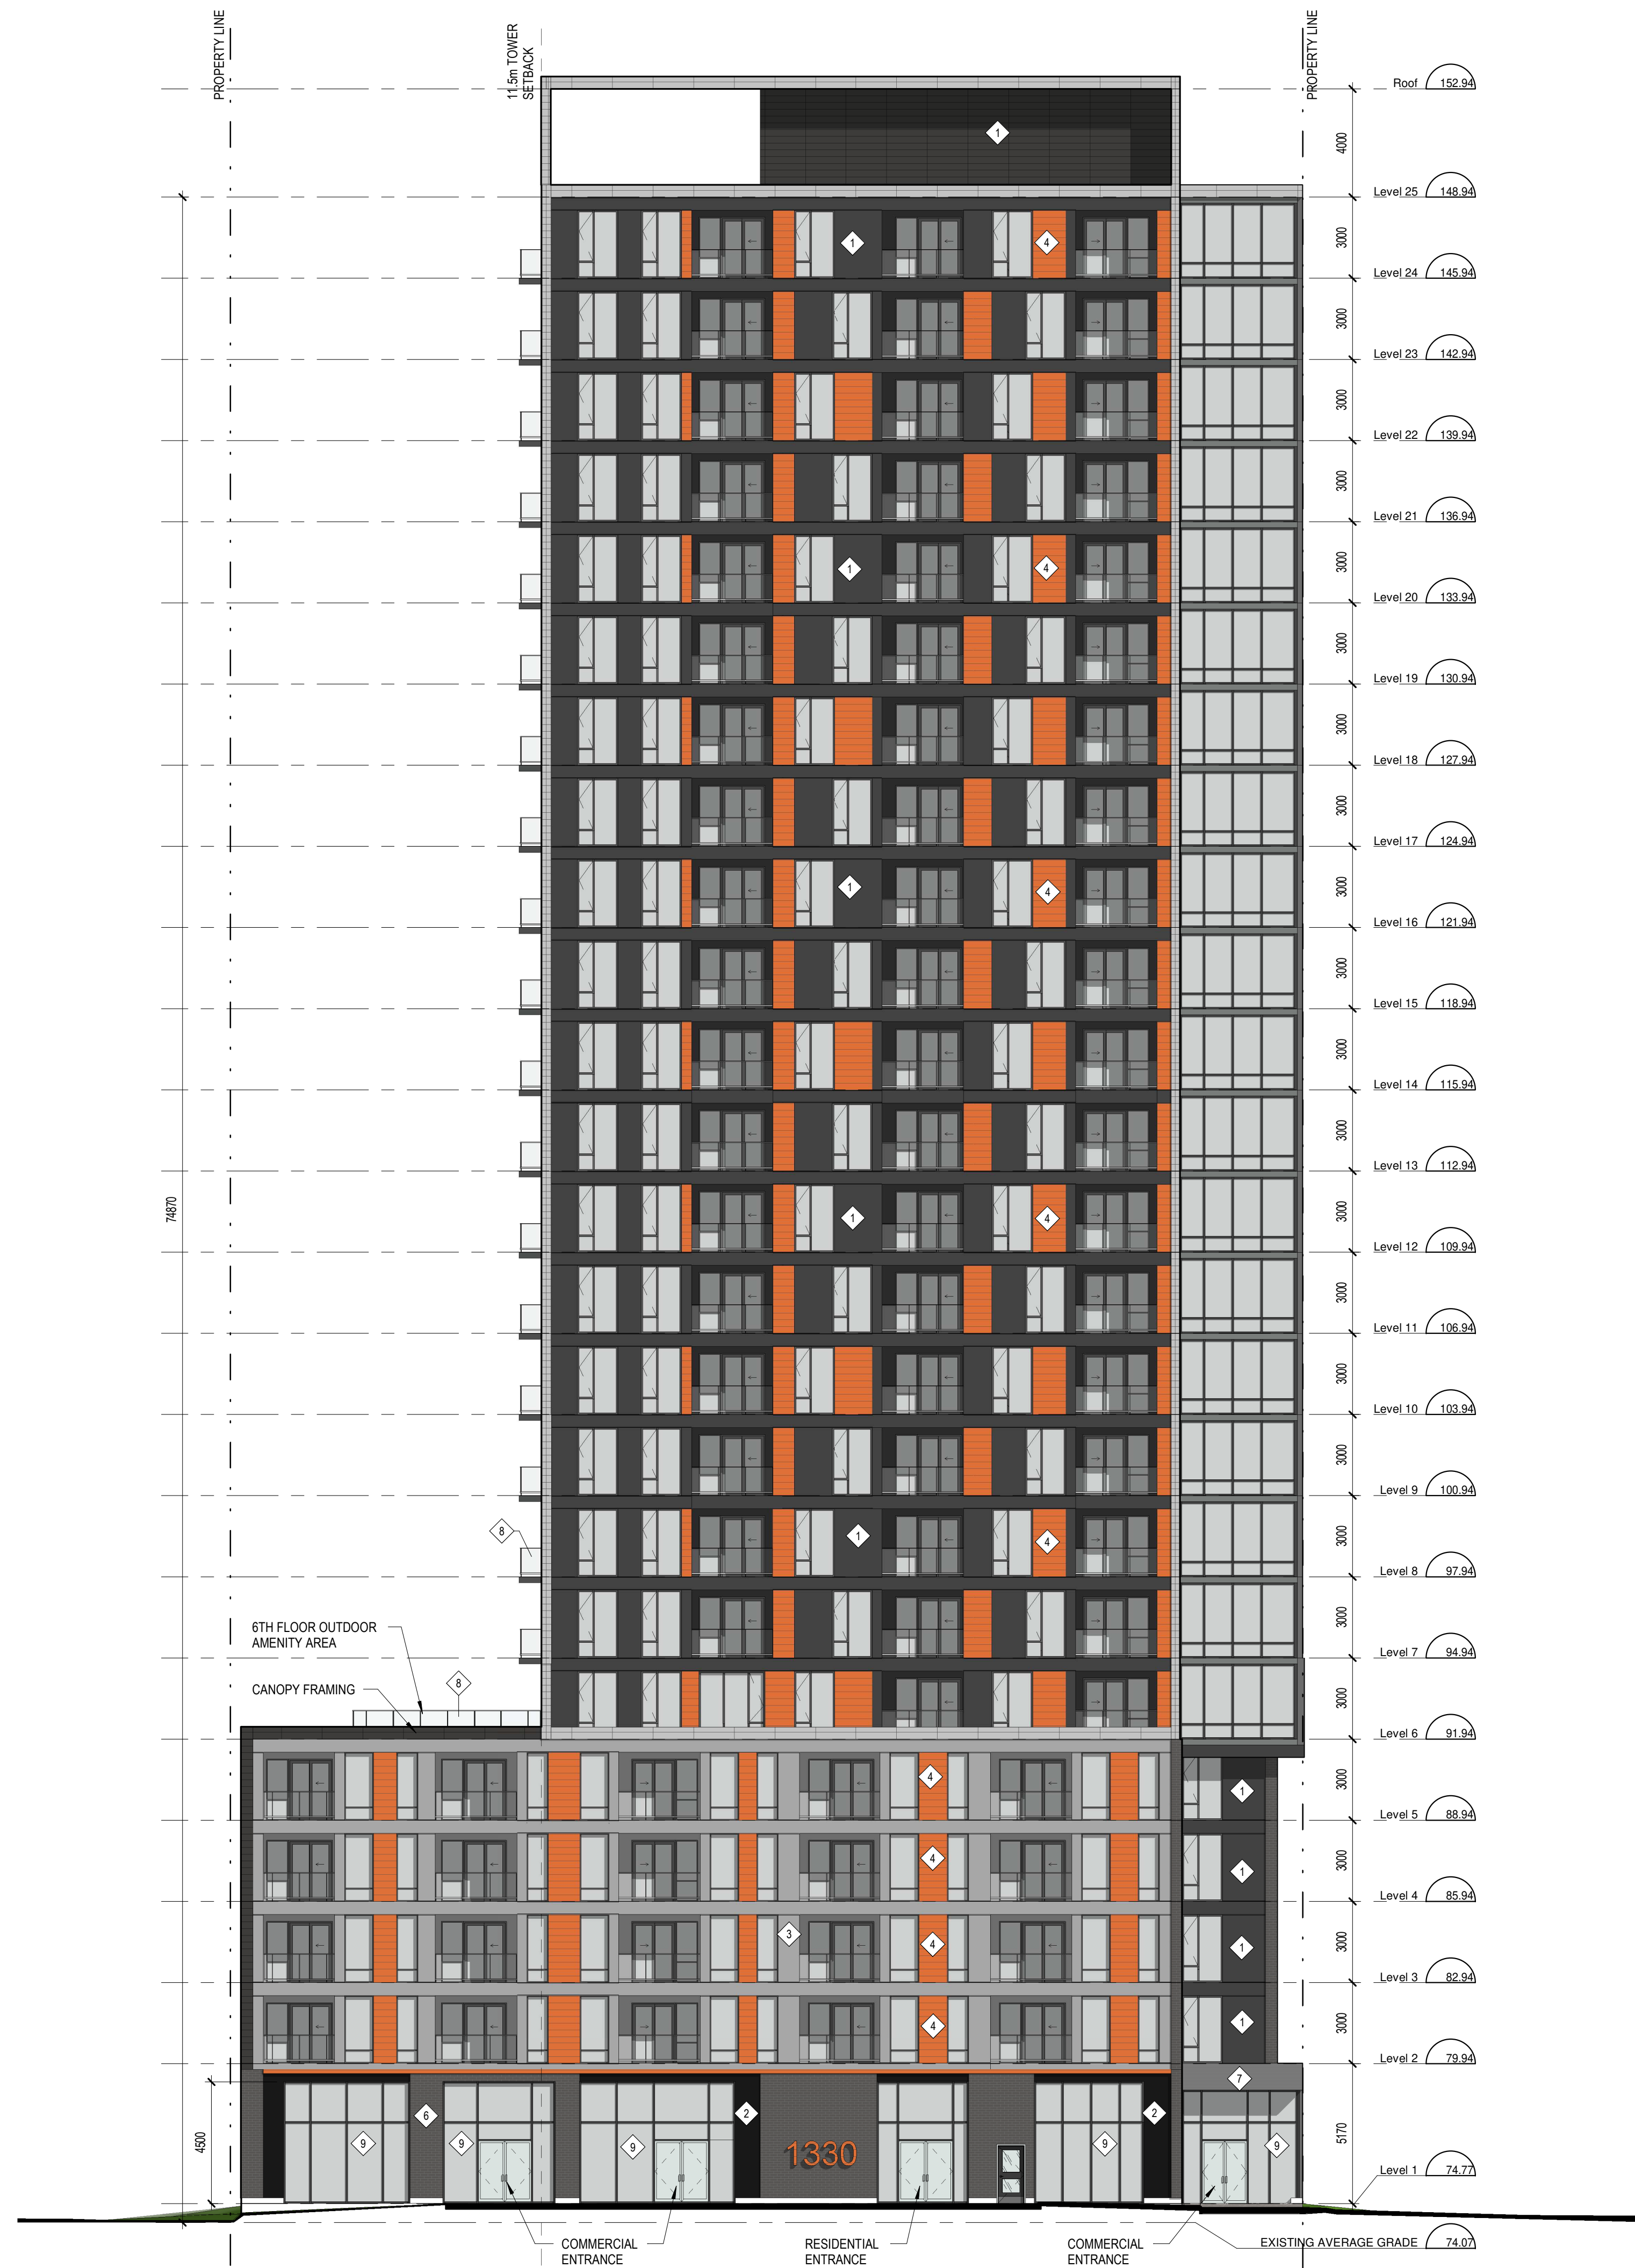 PROPERTY LINE
11.5m TOWER
SETBACK
PROPERTY LINE
Roof 152.94
4000
1
Level 25 148.94
3000
1 4
Level 24 145.94
3000
Level 23 142.94
3000
Level 22 139.94
3000
Level 21 136.94
3000
1 4
Level 20 133.94
3000
Level 19 130.94
3000
Level 18 127.94
3000
Level 17 124.94
3000
1 4
Level 16 121.94
3000
Level 15 118.94
3000
Level 14 115.94
3000
Level 13 112.94
74870
3000
1 4
Level 12 109.94
3000
Level 11 106.94
3000
Level 10 103.94
3000
Level 9 100.94
3000
8 1 4
Level 8 97.94
3000
6TH FLOOR OUTDOOR
AMENITY AREA
Level 7 94.94
8
CANOPY FRAMING
3000
Level 6 91.94
3000
4 1
Level 5 88.94
3000
4 1
Level 4 85.94
3000
3 4 1
Level 3 82.94
3000
4 1
Level 2 79.94
7
6 2 2
4500
9 9 9 9 9
1330
5170
Level 1 74.77
COMMERCIAL
ENTRANCE
RESIDENTIAL
ENTRANCE
COMMERCIAL
ENTRANCE
EXISTING AVERAGE GRADE 74.07